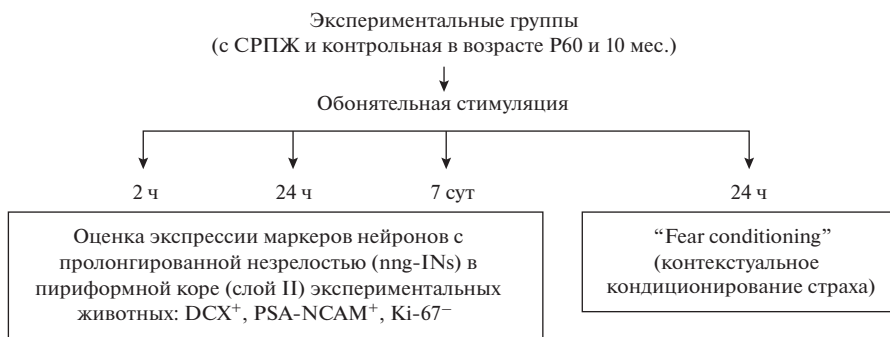 Экспериментальные группы
(с СРПЖ и контрольная в возрасте P60 и 10 мес.)
Обонятельная стимуляция
2 ч 24 ч 7 сут 24 ч
Оценка экспрессии маркеров нейронов с
пролонгированной незрелостью (nng-INs) в
пириформной коре (слой II) экспериментальных
животных: DCX⁺, PSA-NCAM⁺, Ki-67⁻
“Fear conditioning”
(контекстуальное
кондиционирование страха)